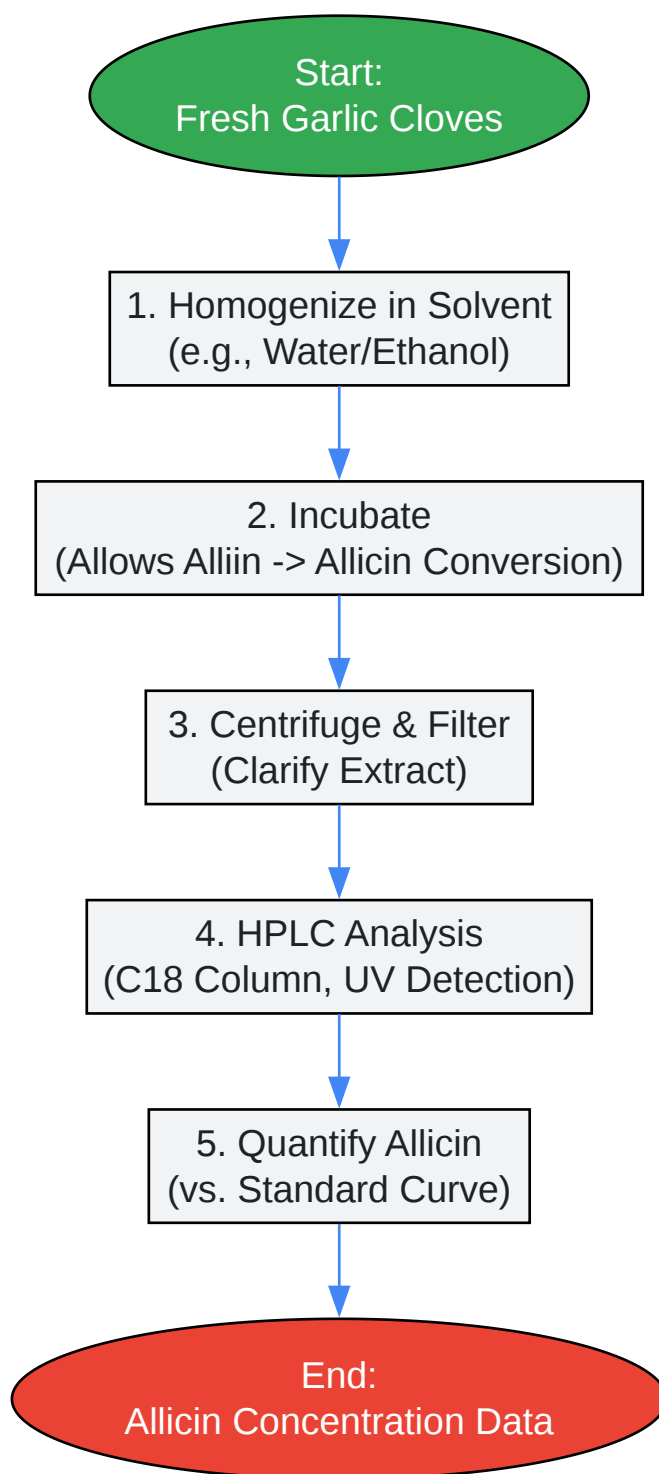 Start:
Fresh Garlic Cloves
1. Homogenize in Solvent
(e.g., Water/Ethanol)
2. Incubate
(Allows Alliin -> Allicin Conversion)
3. Centrifuge & Filter
(Clarify Extract)
4. HPLC Analysis
(C18 Column, UV Detection)
5. Quantify Allicin
(vs. Standard Curve)
End:
Allicin Concentration Data